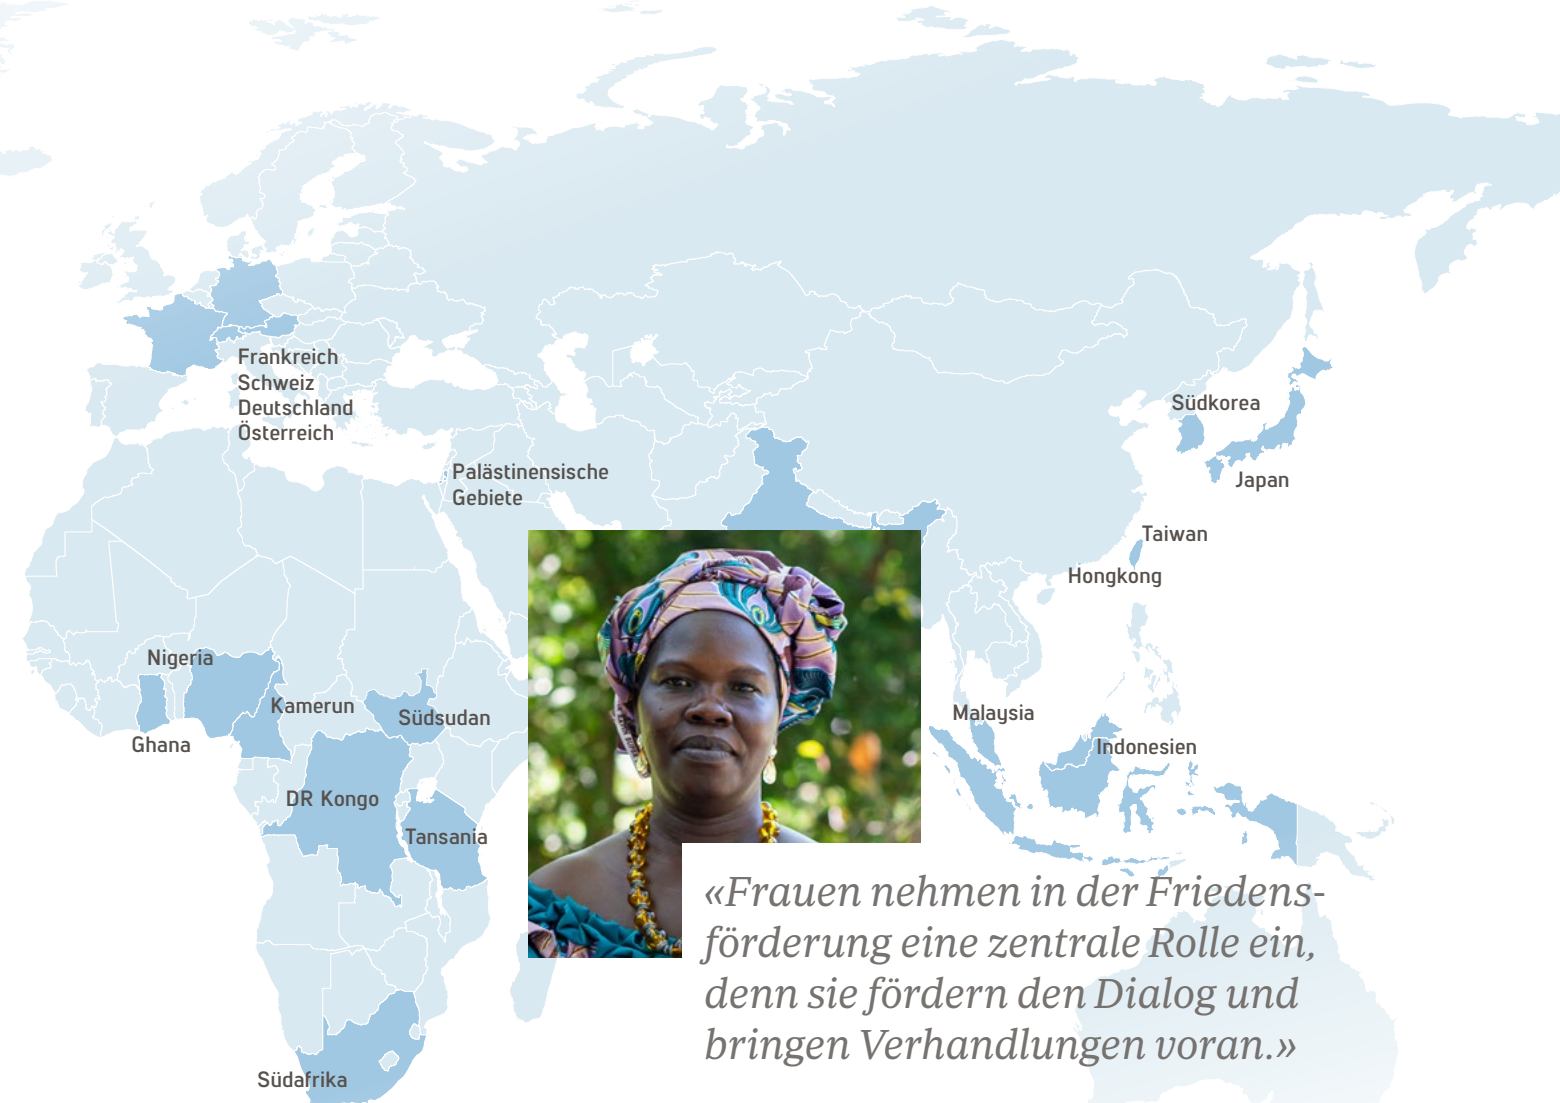 Frankreich
Schweiz
Deutschland
Österreich
Palästinensische
Gebiete
Südkorea
Japan
Taiwan
Hongkong
Nigeria
Kamerun
Südsudan
Ghana
Malaysia
Indonesien
DR Kongo
Tansania
«Frauen nehmen in der Friedens-
förderung eine zentrale Rolle ein,
denn sie fördern den Dialog und
bringen Verhandlungen voran.»
Südafrika